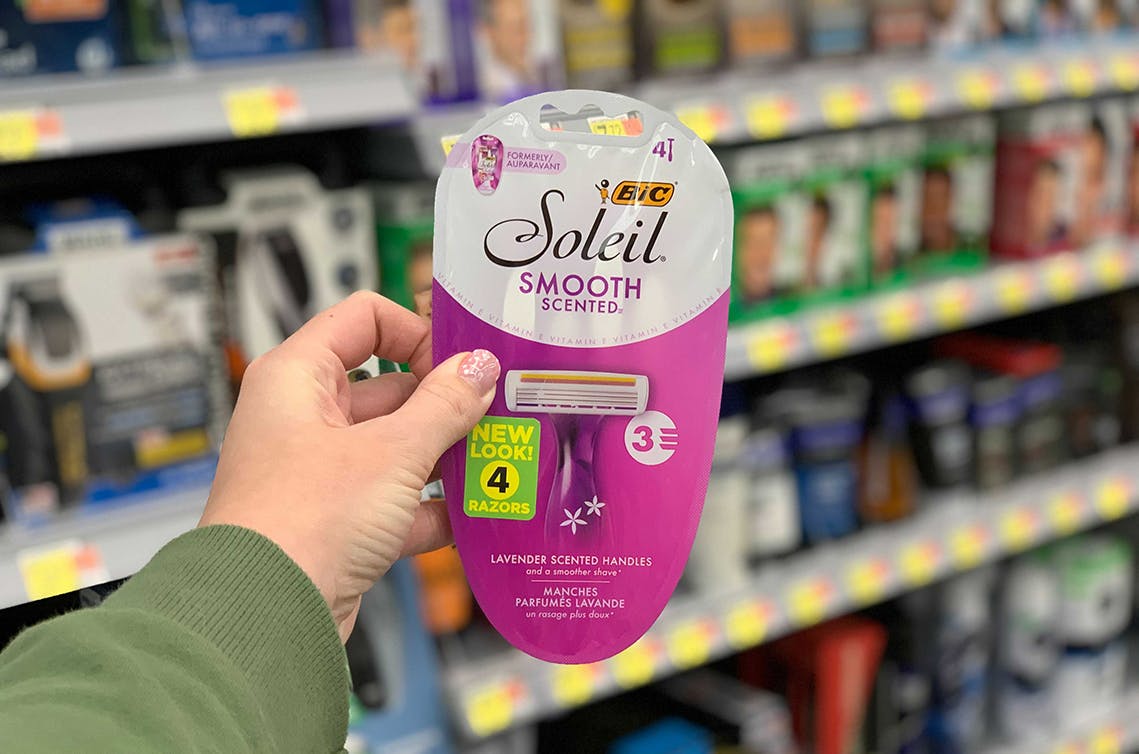 FORMERLY/
AUPARAVANT
4
BiC
Soleil
SMOOTH
SCENTED
VITAMIN E VITAMIN E VITAMIN E VITAMIN E
3
NEW
LOOK!
4
RAZORS
LAVENDER SCENTED HANDLES
and a smoother shave*
MANCHES
PARFUMÉS LAVANDE
un rasage plus doux*